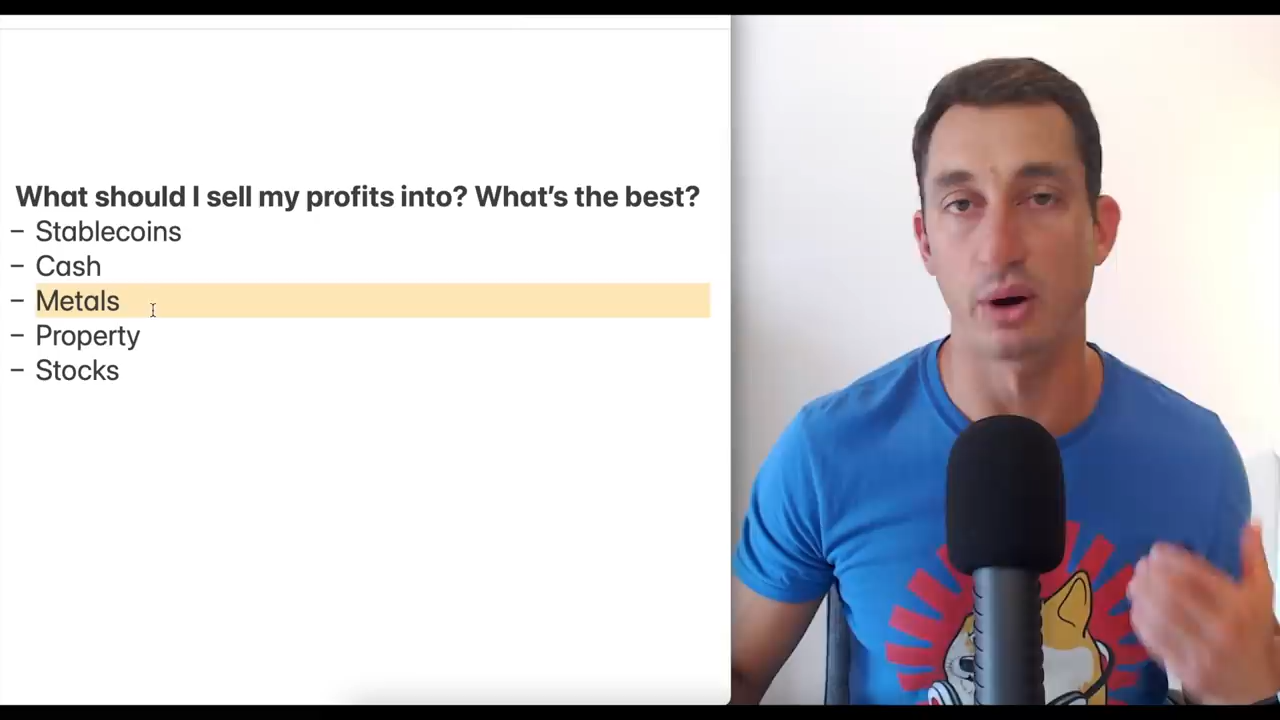 What should I sell my profits into? What's the best?
– Stablecoins
– Cash
– Metals
– Property
– Stocks